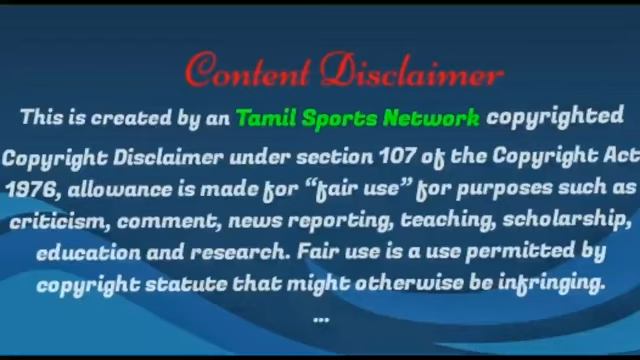 Content Disclaimer
This is created by an Tamil Sports Network copyrighted
Copyright Disclaimer under section 107 of the Copyright Act
1976, allowance is made for “fair use” for purposes such as
criticism, comment, news reporting, teaching, scholarship,
education and research. Fair use is a use permitted by
copyright statute that might otherwise be infringing.
...